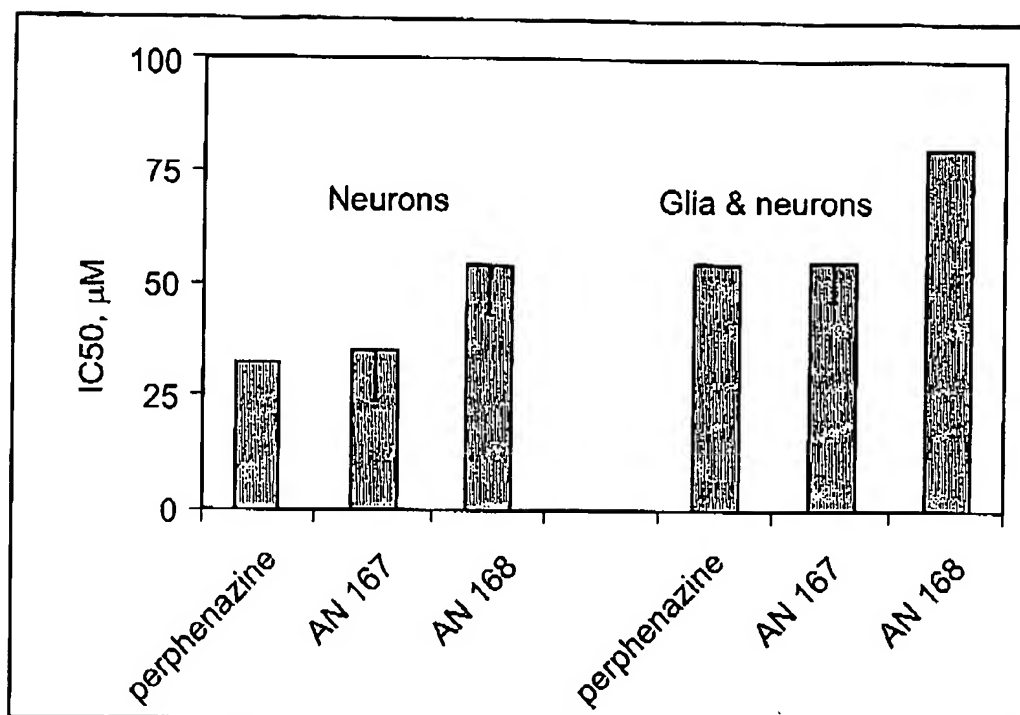 100
75
50
25
0
IC50, µM
Neurons
Glia & neurons
perphenazine
AN 167
AN 168
perphenazine
AN 167
AN 168